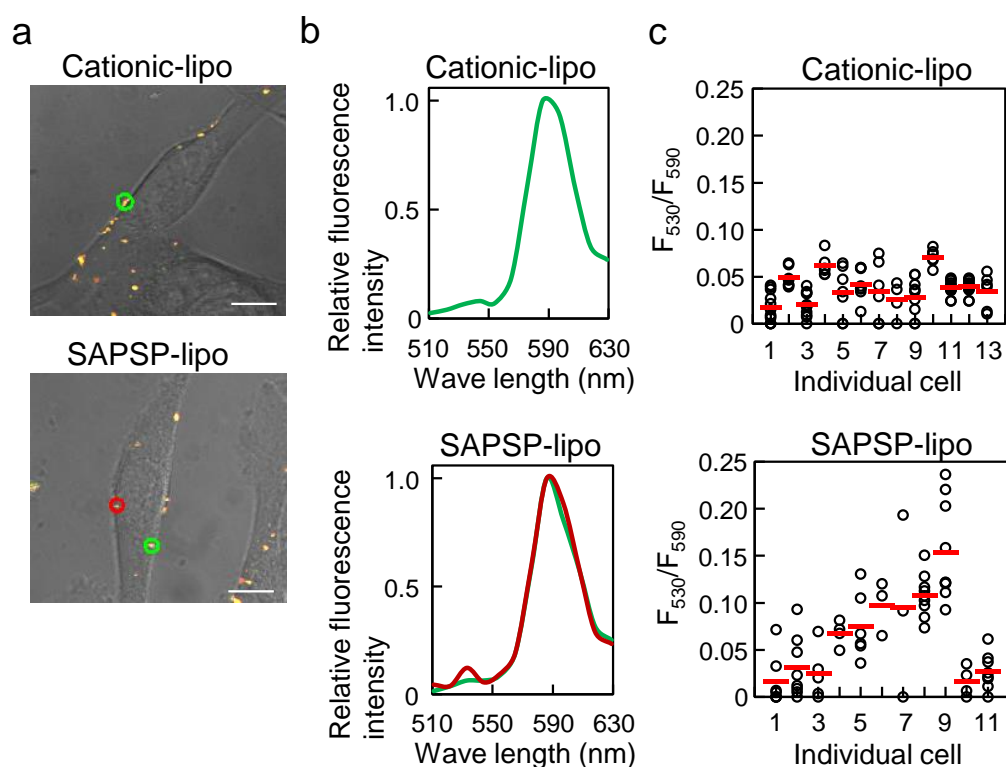 a
Cationic-lipo
SAPSP-lipo
b
Cationic-lipo
Relative fluorescence
intensity
1.0
0.5
0
510 550 590 630
Wave length (nm)
SAPSP-lipo
Relative fluorescence
intensity
1.0
0.5
0
510 550 590 630
Wave length (nm)
c
Cationic-lipo
F530/F590
0.25
0.20
0.15
0.10
0.05
0
1 3 5 7 9 11 13
Individual cell
SAPSP-lipo
F530/F590
0.25
0.20
0.15
0.10
0.05
0
1 3 5 7 9 11
Individual cell